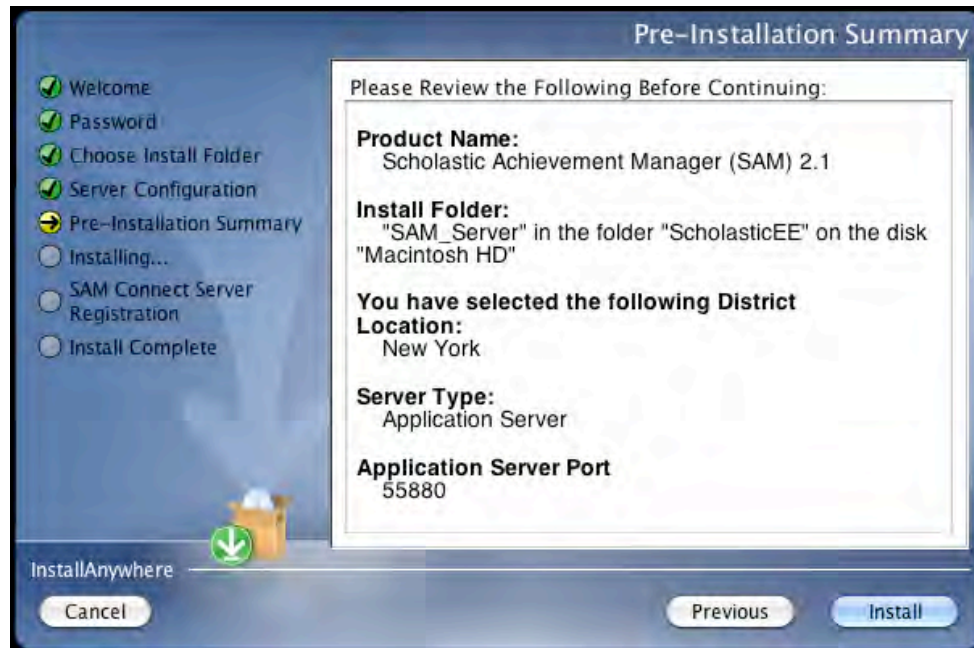 Pre-Installation Summary
Welcome
Password
Choose Install Folder
Server Configuration
Pre-Installation Summary
Installing...
SAM Connect Server
Registration
Install Complete
Please Review the Following Before Continuing:
Product Name:
Scholastic Achievement Manager (SAM) 2.1
Install Folder:
"SAM_Server" in the folder "ScholasticEE" on the disk
"Macintosh HD"
You have selected the following District
Location:
New York
Server Type:
Application Server
Application Server Port
55880
InstallAnywhere
Cancel
Previous
Install